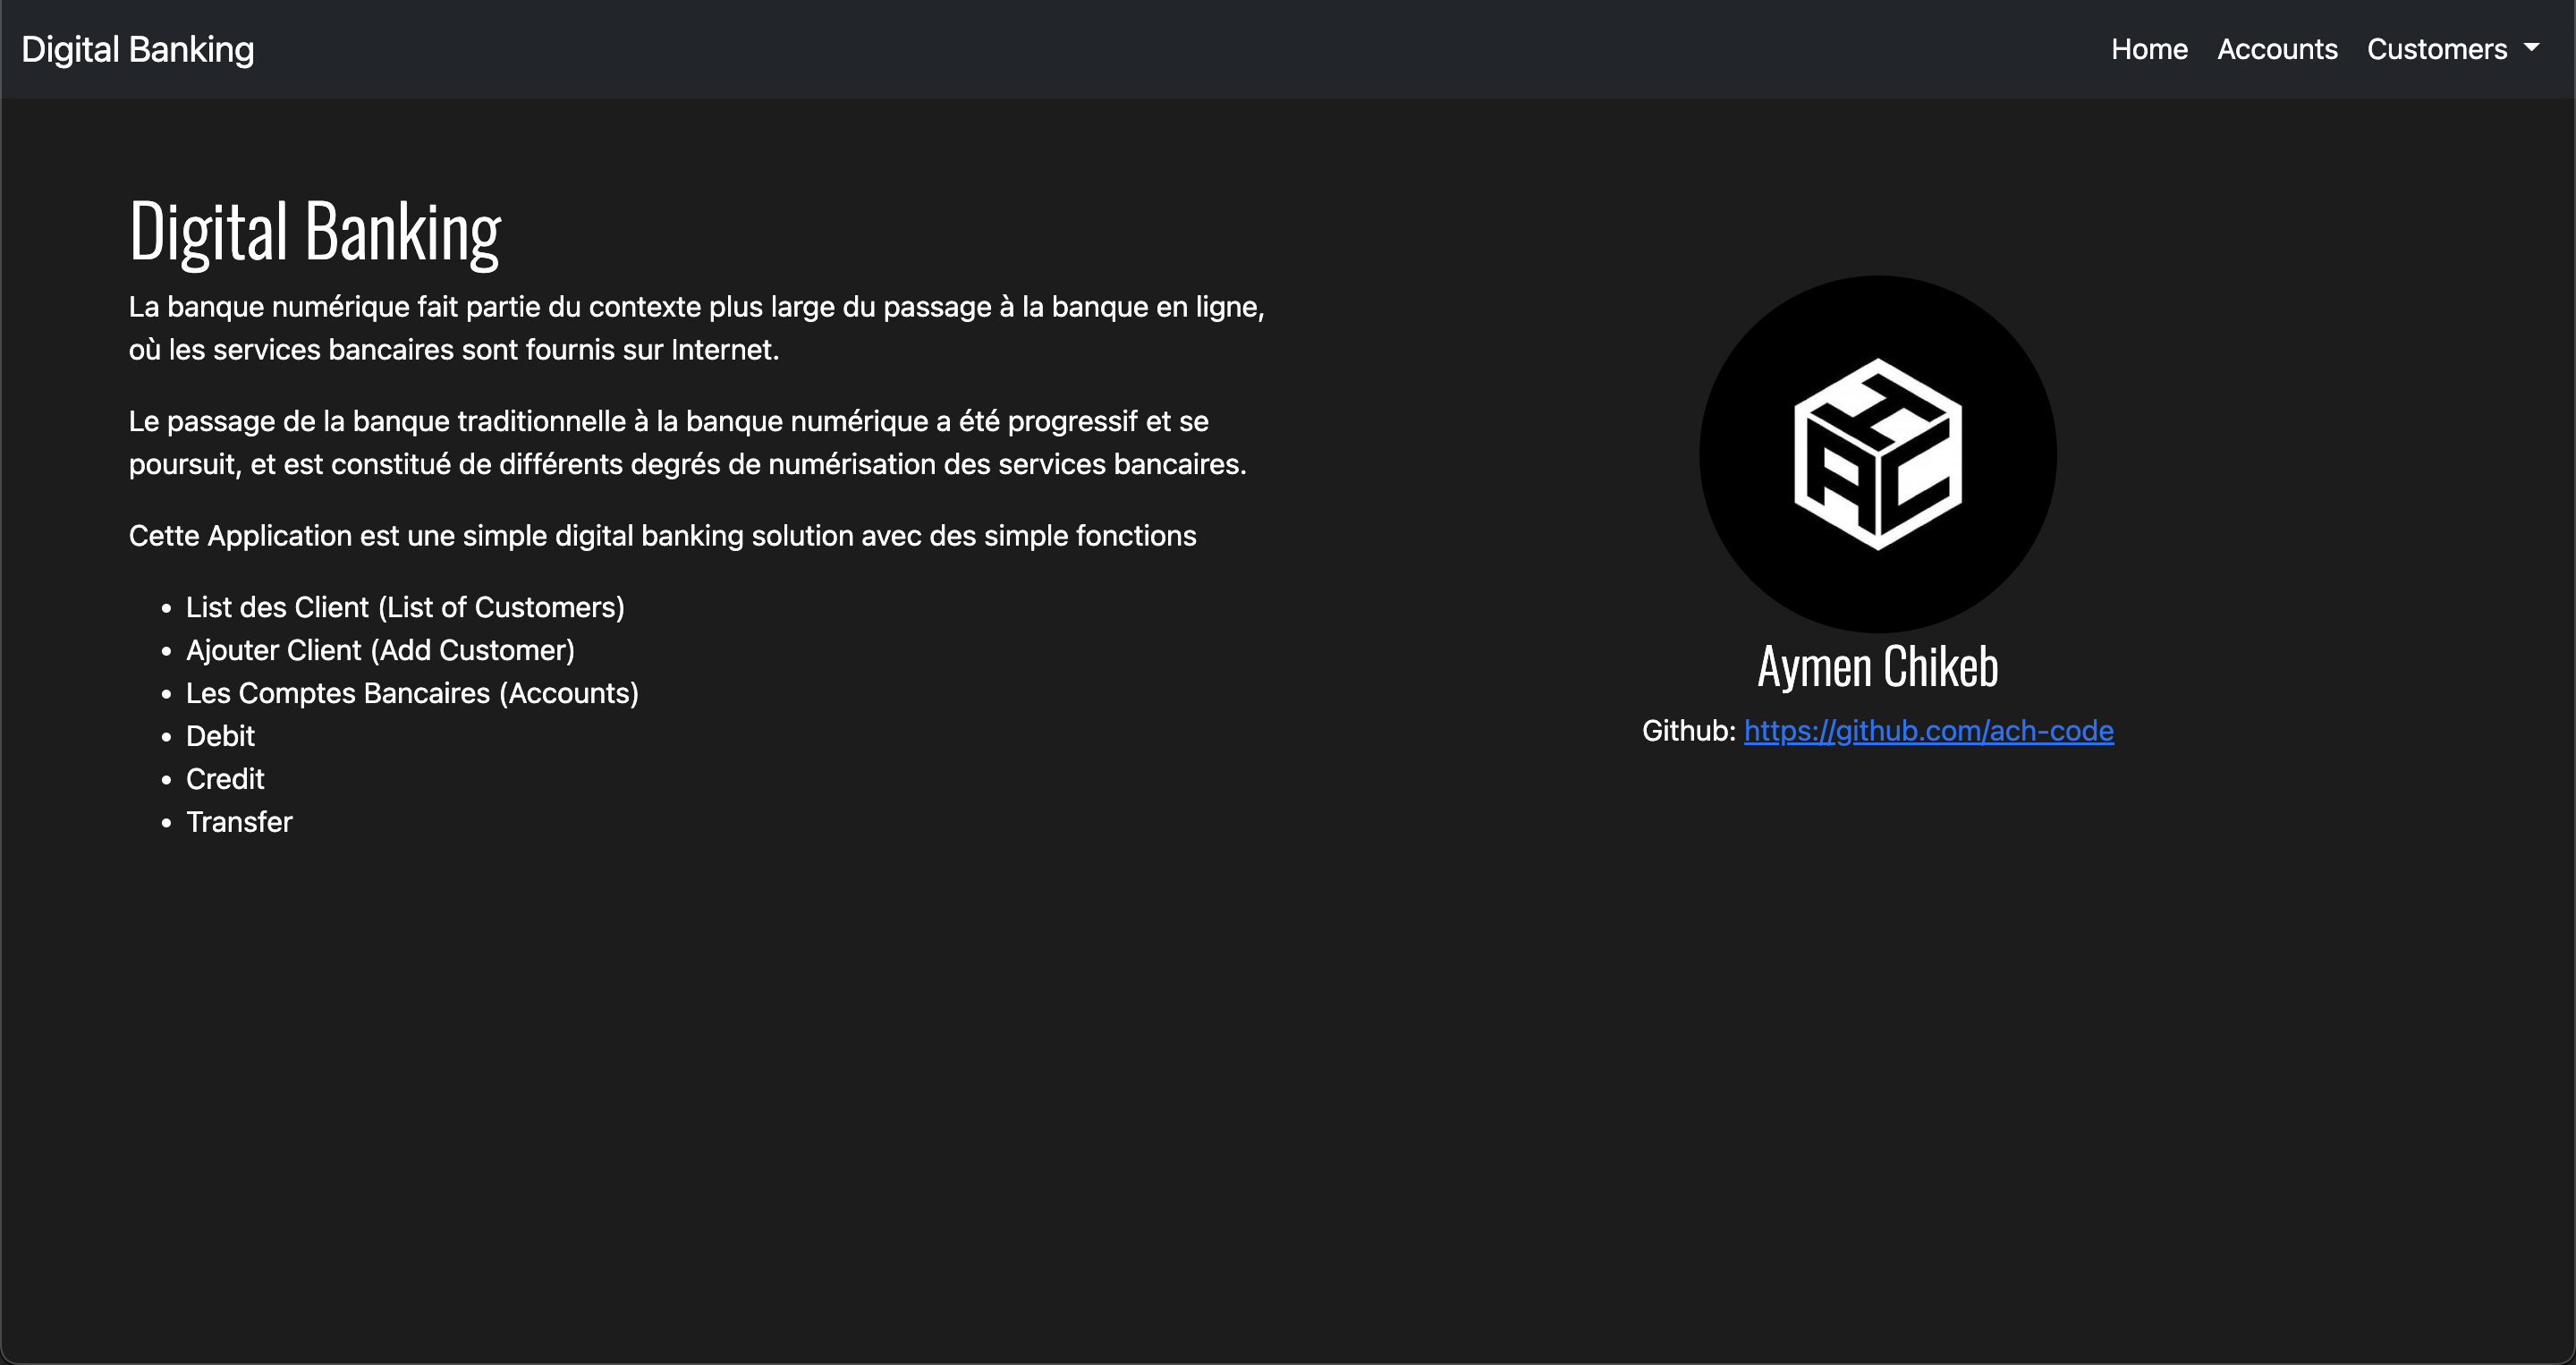 Digital Banking
Home Accounts Customers
Digital Banking
La banque numérique fait partie du contexte plus large du passage à la banque en ligne,
où les services bancaires sont fournis sur Internet.
Le passage de la banque traditionnelle à la banque numérique a été progressif et se
poursuit, et est constitué de différents degrés de numérisation des services bancaires.
Cette Application est une simple digital banking solution avec des simple fonctions
List des Client (List of Customers)
Ajouter Client (Add Customer)
Les Comptes Bancaires (Accounts)
Debit
Credit
Transfer
ACH
Aymen Chikeb
Github: https://github.com/ach-code